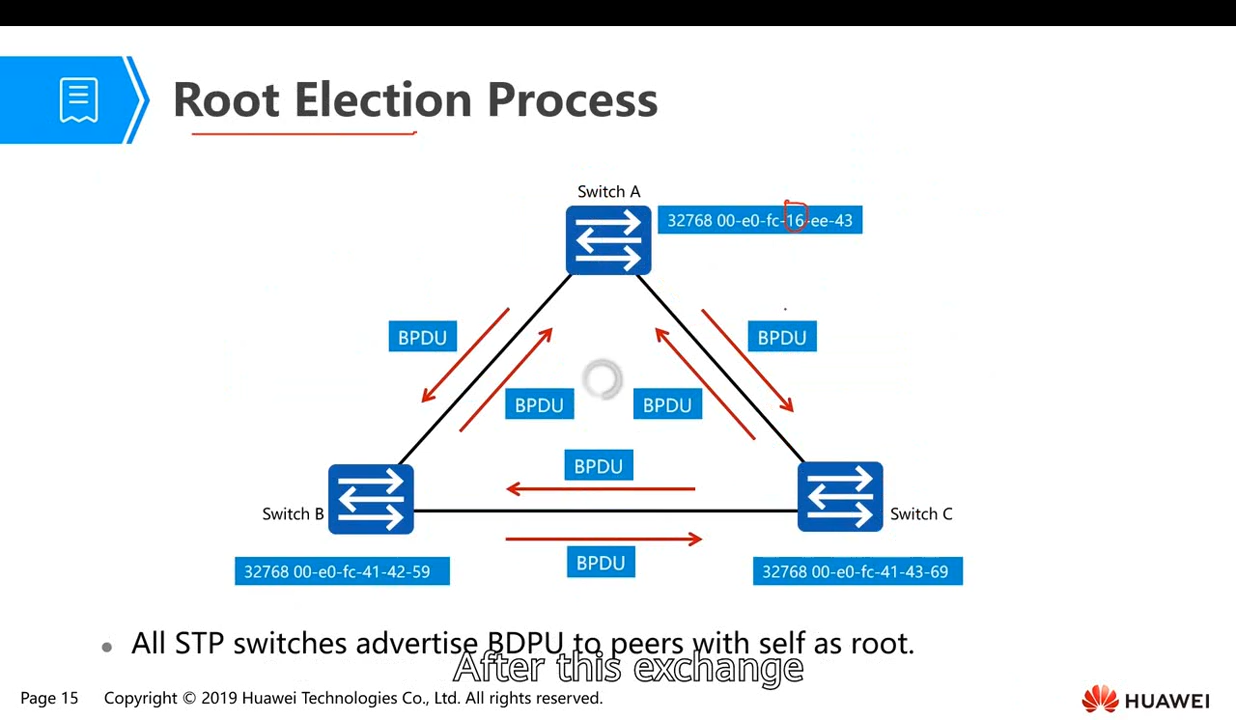 Root Election Process
Switch A
32768 00-e0-fc-16-ee-43
BPDU
BPDU
BPDU
BPDU
BPDU
Switch B
Switch C
BPDU
32768 00-e0-fc-41-42-59
32768 00-e0-fc-41-43-69
All STP switches advertise BDPU to peers with self as root.
After this exchange
Page 15
Copyright © 2019 Huawei Technologies Co., Ltd. All rights reserved.
HUAWEI